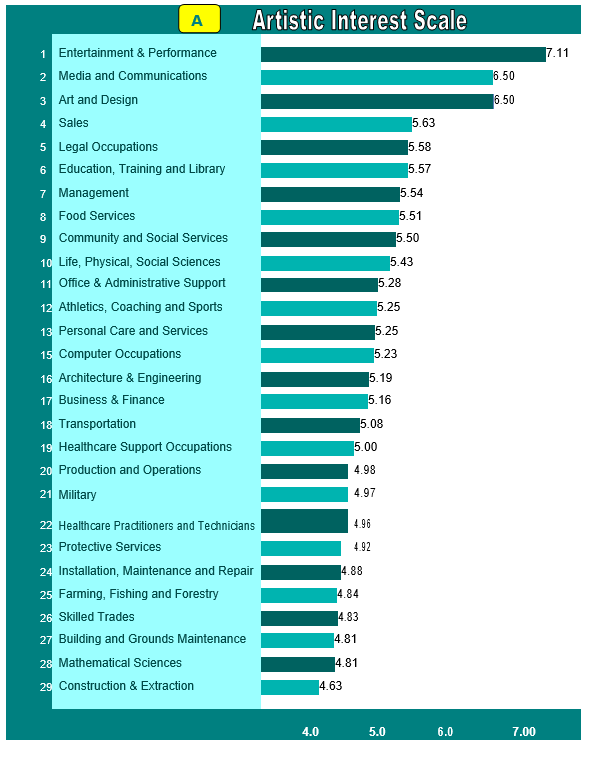 A Artistic Interest Scale
1 Entertainment & Performance 7.11
2 Media and Communications 6.50
3 Art and Design 6.50
4 Sales 5.63
5 Legal Occupations 5.58
6 Education, Training and Library 5.57
7 Management 5.54
8 Food Services 5.51
9 Community and Social Services 5.50
10 Life, Physical, Social Sciences 5.43
11 Office & Administrative Support 5.28
12 Athletics, Coaching and Sports 5.25
13 Personal Care and Services 5.25
15 Computer Occupations 5.23
16 Architecture & Engineering 5.19
17 Business & Finance 5.16
18 Transportation 5.08
19 Healthcare Support Occupations 5.00
20 Production and Operations 4.98
21 Military 4.97
22 Healthcare Practitioners and Technicians 4.96
23 Protective Services 4.92
24 Installation, Maintenance and Repair 4.88
25 Farming, Fishing and Forestry 4.84
26 Skilled Trades 4.83
27 Building and Grounds Maintenance 4.81
28 Mathematical Sciences 4.81
29 Construction & Extraction 4.63
4.0 5.0 6.0 7.00